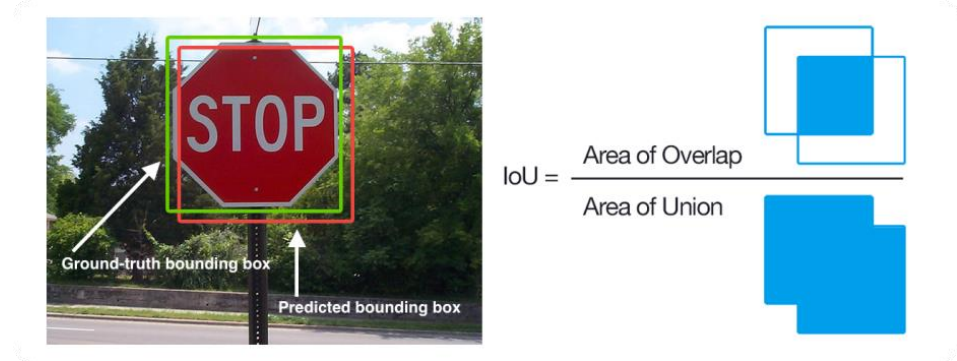 STOP
Ground-truth bounding box
Predicted bounding box
IoU =
Area of Overlap
Area of Union